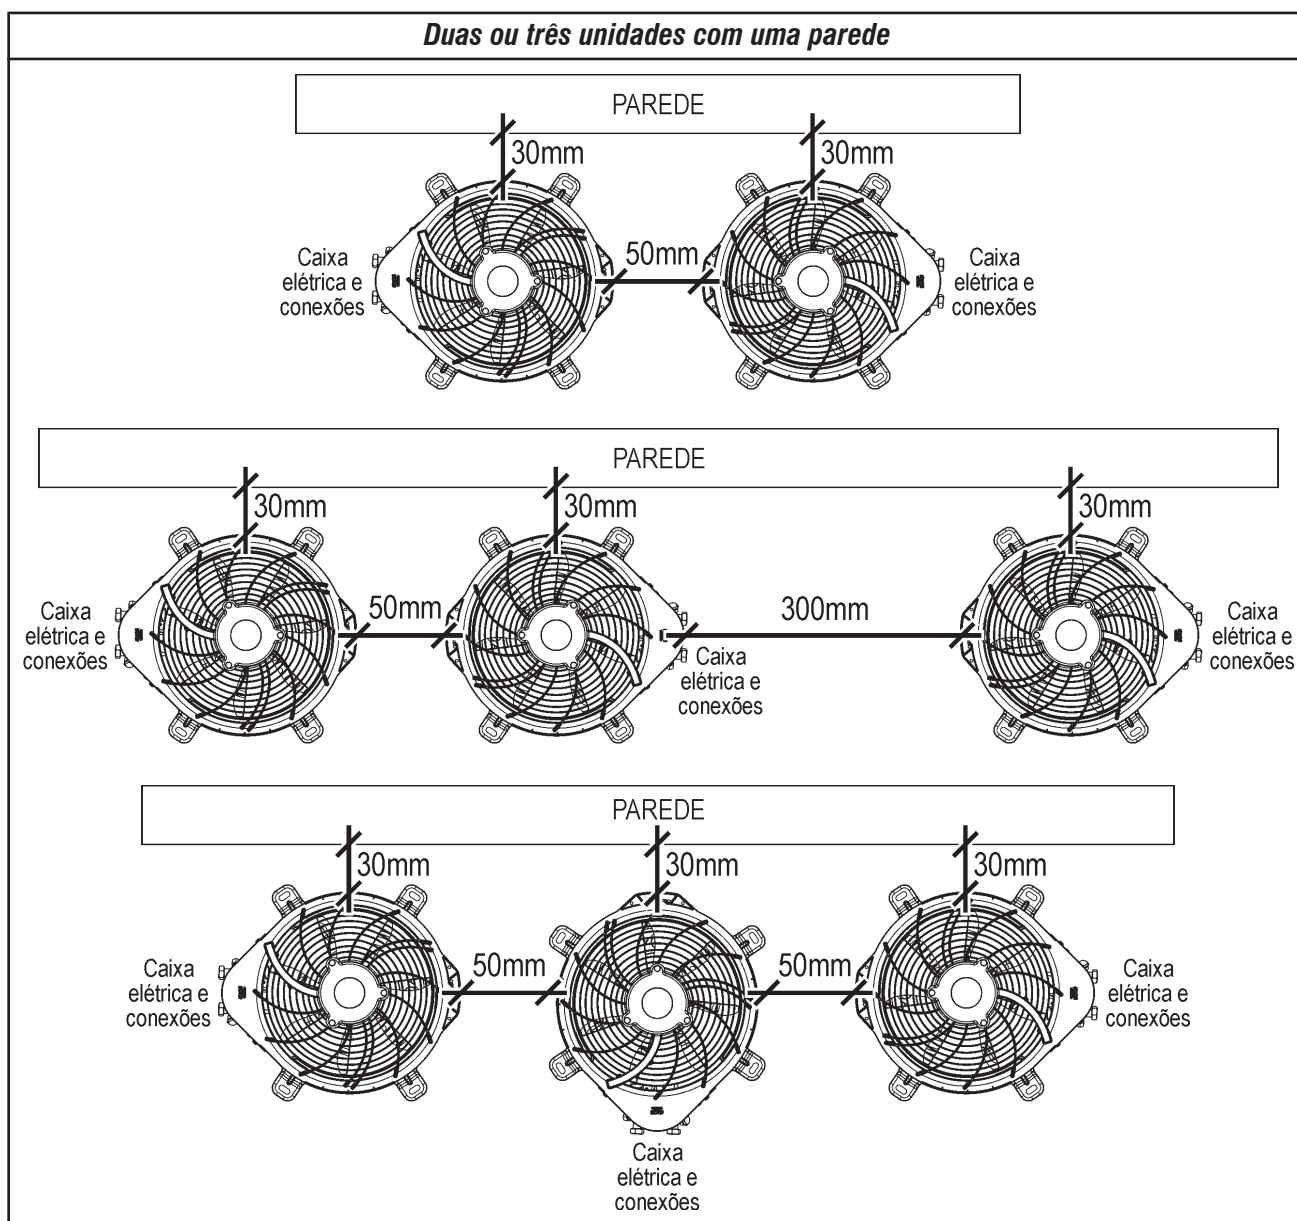 Duas ou três unidades com uma parede
PAREDE
30mm
30mm
Caixa
elétrica e
conexões
50mm
Caixa
elétrica e
conexões
PAREDE
30mm
30mm
30mm
Caixa
elétrica e
conexões
50mm
300mm
Caixa
elétrica e
conexões
Caixa
elétrica e
conexões
PAREDE
30mm
30mm
30mm
Caixa
elétrica e
conexões
50mm
50mm
Caixa
elétrica e
conexões
Caixa
elétrica e
conexões